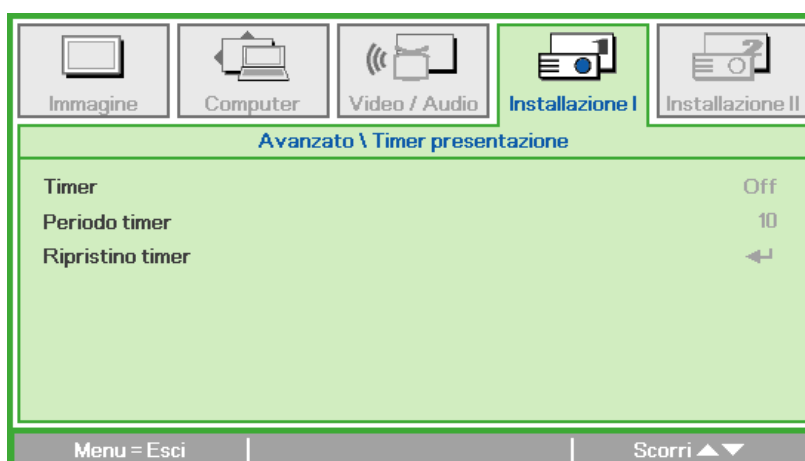 Immagine
Computer
Video / Audio
Installazione I
Installazione II
Avanzato \ Timer presentazione
Timer Off
Periodo timer 10
Ripristino timer
Menu = Esci Scorri